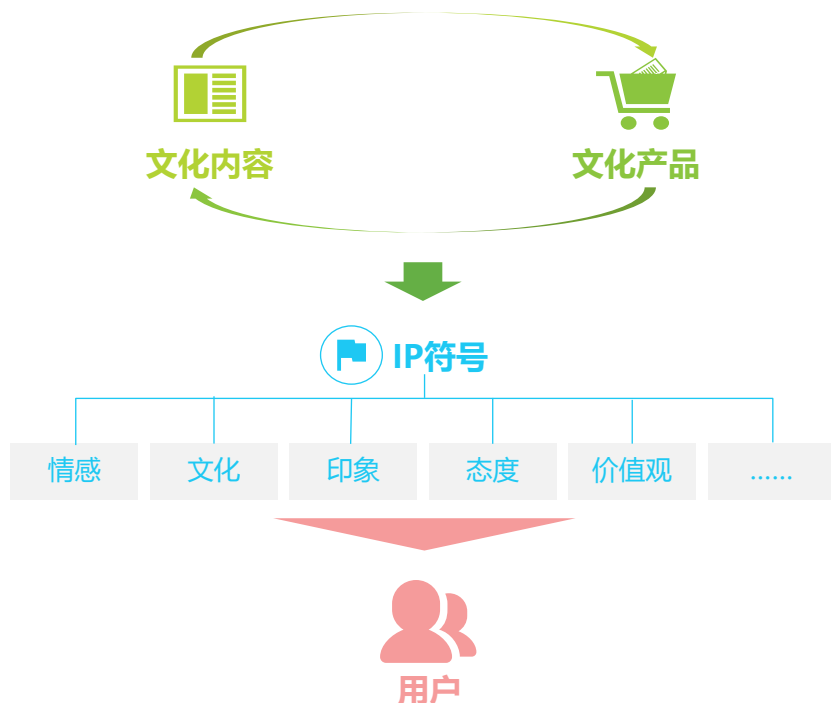 文化内容
文化产品
IP符号
情感
文化
印象
态度
价值观
......
用户